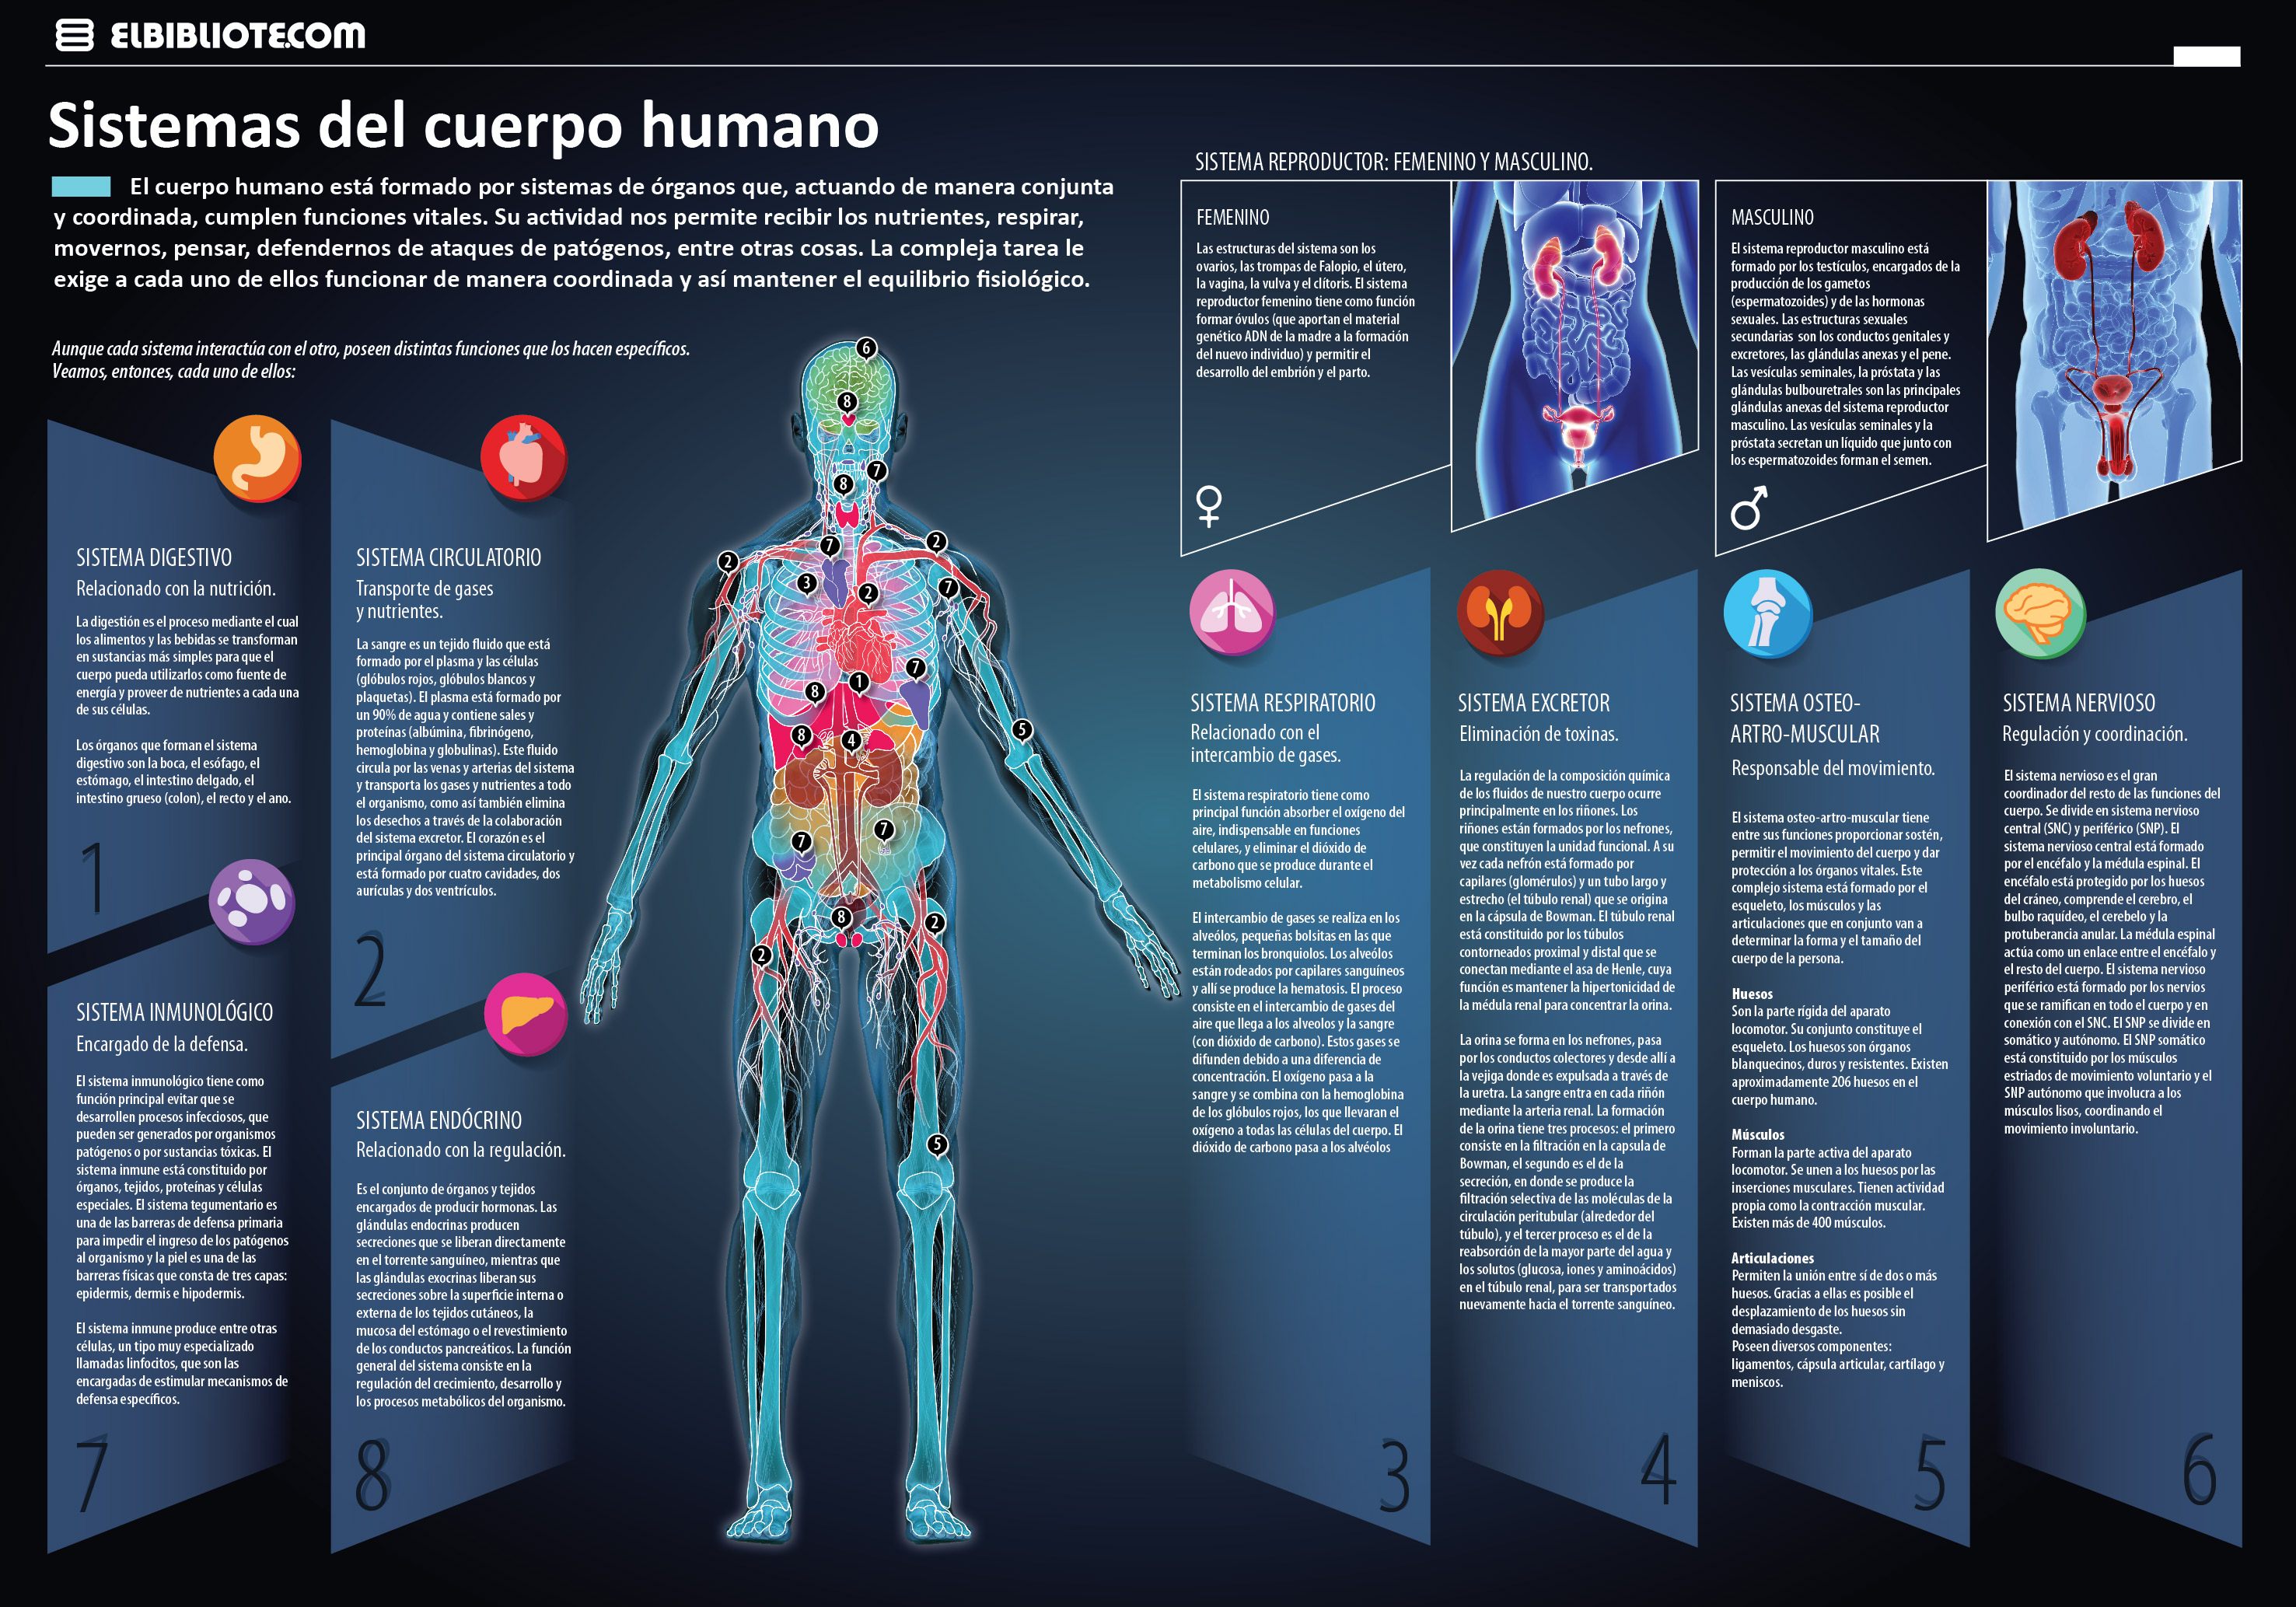 ELBIBLIOTE.COM
Sistemas del cuerpo humano
El cuerpo humano está formado por sistemas de órganos que, actuando de manera conjunta
y coordinada, cumplen funciones vitales. Su actividad nos permite recibir los nutrientes, respirar,
movernos, pensar, defendernos de ataques de patógenos, entre otras cosas. La compleja tarea le
exige a cada uno de ellos funcionar de manera coordinada y así mantener el equilibrio fisiológico.
Aunque cada sistema interactúa con el otro, poseen distintas funciones que los hacen específicos.
Veamos, entonces, cada uno de ellos:
SISTEMA DIGESTIVO
Relacionado con la nutrición.
La digestión es el proceso mediante el cual
los alimentos y las bebidas se transforman
en sustancias más simples para que el
cuerpo pueda utilizarlos como fuente de
energía y proveer de nutrientes a cada una
de sus células.
Los órganos que forman el sistema
digestivo son la boca, el esófago, el
estómago, el intestino delgado, el
intestino grueso (colon), el recto y el ano.
1
SISTEMA CIRCULATORIO
Transporte de gases
y nutrientes.
La sangre es un tejido fluido que está
formado por el plasma y las células
(glóbulos rojos, glóbulos blancos y
plaquetas). El plasma está formado por
un 90% de agua y contiene sales y
proteínas (albúmina, fibrinógeno,
hemoglobina y globulinas). Este fluido
circula por las venas y arterias del sistema
y transporta los gases y nutrientes a todo
el organismo, como así también elimina
los desechos a través de la colaboración
del sistema excretor. El corazón es el
principal órgano del sistema circulatorio y
está formado por cuatro cavidades, dos
aurículas y dos ventrículos.
2
SISTEMA INMUNOLÓGICO
Encargado de la defensa.
El sistema inmunológico tiene como
función principal evitar que se
desarrollen procesos infecciosos, que
pueden ser generados por organismos
patógenos o por sustancias tóxicas. El
sistema inmune está constituido por
órganos, tejidos, proteínas y células
especiales. El sistema tegumentario es
una de las barreras de defensa primaria
para impedir el ingreso de los patógenos
al organismo y la piel es una de las
barreras físicas que consta de tres capas:
epidermis, dermis e hipodermis.
El sistema inmune produce entre otras
células, un tipo muy especializado
llamadas linfocitos, que son las
encargadas de estimular mecanismos de
defensa específicos.
7
SISTEMA ENDÓCRINO
Relacionado con la regulación.
Es el conjunto de órganos y tejidos
encargados de producir hormonas. Las
glándulas endocrinas producen
secreciones que se liberan directamente
en el torrente sanguíneo, mientras que
las glándulas exocrinas liberan sus
secreciones sobre la superficie interna o
externa de los tejidos cutáneos, la
mucosa del estómago o el revestimiento
de los conductos pancreáticos. La función
general del sistema consiste en la
regulación del crecimiento, desarrollo y
los procesos metabólicos del organismo.
8
6
8
7
8
7
2
2
3
2
7
7
1
8
5
8
4
7
7
8
2
2
5
SISTEMA REPRODUCTOR: FEMENINO Y MASCULINO.
FEMENINO
Las estructuras del sistema son los
ovarios, las trompas de Falopio, el útero,
la vagina, la vulva y el clítoris. El sistema
reproductor femenino tiene como función
formar óvulos (que aportan el material
genético ADN de la madre a la formación
del nuevo individuo) y permitir el
desarrollo del embrión y el parto.
MASCULINO
El sistema reproductor masculino está
formado por los testículos, encargados de la
producción de los gametos
(espermatozoides) y de las hormonas
sexuales. Las estructuras sexuales
secundarias son los conductos genitales y
excretores, las glándulas anexas y el pene.
Las vesículas seminales, la próstata y las
glándulas bulbouretrales son las principales
glándulas anexas del sistema reproductor
masculino. Las vesículas seminales y la
próstata secretan un líquido que junto con
los espermatozoides forman el semen.
SISTEMA RESPIRATORIO
Relacionado con el
intercambio de gases.
El sistema respiratorio tiene como
principal función absorber el oxígeno del
aire, indispensable en funciones
celulares, y eliminar el dióxido de
carbono que se produce durante el
metabolismo celular.
El intercambio de gases se realiza en los
alveólos, pequeñas bolsitas en las que
terminan los bronquiolos. Los alveólos
están rodeados por capilares sanguíneos
y allí se produce la hematosis. El proceso
consiste en el intercambio de gases del
aire que llega a los alveolos y la sangre
(con dióxido de carbono). Estos gases se
difunden debido a una diferencia de
concentración. El oxígeno pasa a la
sangre y se combina con la hemoglobina
de los glóbulos rojos, los que llevaran el
oxígeno a todas las células del cuerpo. El
dióxido de carbono pasa a los alvéolos
3
SISTEMA EXCRETOR
Eliminación de toxinas.
La regulación de la composición química
de los fluidos de nuestro cuerpo ocurre
principalmente en los riñones. Los
riñones están formados por los nefrones,
que constituyen la unidad funcional. A su
vez cada nefrón está formado por
capilares (glomérulos) y un tubo largo y
estrecho (el túbulo renal) que se origina
en la cápsula de Bowman. El túbulo renal
está constituido por los túbulos
contorneados proximal y distal que se
conectan mediante el asa de Henle, cuya
función es mantener la hipertonicidad de
la médula renal para concentrar la orina.
La orina se forma en los nefrones, pasa
por los conductos colectores y desde allí a
la vejiga donde es expulsada a través de
la uretra. La sangre entra en cada riñón
mediante la arteria renal. La formación
de la orina tiene tres procesos: el primero
consiste en la filtración en la capsula de
Bowman, el segundo es el de la
secreción, en donde se produce la
filtración selectiva de las moléculas de la
circulación peritubular (alrededor del
túbulo), y el tercer proceso es el de la
reabsorción de la mayor parte del agua y
los solutos (glucosa, iones y aminoácidos)
en el túbulo renal, para ser transportados
nuevamente hacia el torrente sanguíneo.
4
SISTEMA OSTEO-
ARTRO-MUSCULAR
Responsable del movimiento.
El sistema osteo-artro-muscular tiene
entre sus funciones proporcionar sostén,
permitir el movimiento del cuerpo y dar
protección a los órganos vitales. Este
complejo sistema está formado por el
esqueleto, los músculos y las
articulaciones que en conjunto van a
determinar la forma y el tamaño del
cuerpo de la persona.
Huesos
Son la parte rígida del aparato
locomotor. Su conjunto constituye el
esqueleto. Los huesos son órganos
blanquecinos, duros y resistentes. Existen
aproximadamente 206 huesos en el
cuerpo humano.
Músculos
Forman la parte activa del aparato
locomotor. Se unen a los huesos por las
inserciones musculares. Tienen actividad
propia como la contracción muscular.
Existen más de 400 músculos.
Articulaciones
Permiten la unión entre sí de dos o más
huesos. Gracias a ellas es posible el
desplazamiento de los huesos sin
demasiado desgaste.
Poseen diversos componentes:
ligamentos, cápsula articular, cartílago y
meniscos.
5
SISTEMA NERVIOSO
Regulación y coordinación.
El sistema nervioso es el gran
coordinador del resto de las funciones del
cuerpo. Se divide en sistema nervioso
central (SNC) y periférico (SNP). El
sistema nervioso central está formado
por el encéfalo y la médula espinal. El
encéfalo está protegido por los huesos
del cráneo, comprende el cerebro, el
bulbo raquídeo, el cerebelo y la
protuberancia anular. La médula espinal
actúa como un enlace entre el encéfalo y
el resto del cuerpo. El sistema nervioso
periférico está formado por los nervios
que se ramifican en todo el cuerpo y en
conexión con el SNC. El SNP se divide en
somático y autónomo. El SNP somático
está constituido por los músculos
estriados de movimiento voluntario y el
SNP autónomo que involucra a los
músculos lisos, coordinando el
movimiento involuntario.
6